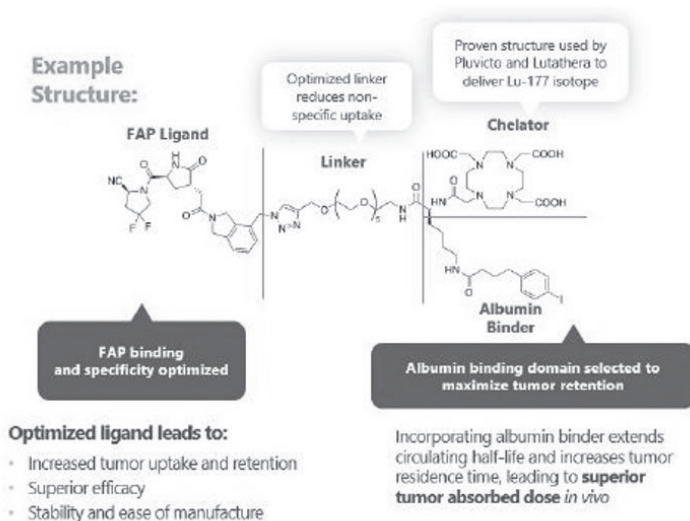 Example
Structure:
Optimized linker
reduces non-
specific uptake
Proven structure used by
Pluvicto and Lutathera to
deliver Lu-177 isotope
FAP Ligand
Linker
Chelator
NC
O
N
H
N
O
F F
O
N
N
N=N
O
O
5
N
H
O
HOOC
COOH
N
N
N
N
O
HN
COOH
HN
O
I
Albumin
Binder
FAP binding
and specificity optimized
Albumin binding domain selected to
maximize tumor retention
Optimized ligand leads to:
• Increased tumor uptake and retention
• Superior efficacy
• Stability and ease of manufacture
Incorporating albumin binder extends
circulating half-life and increases tumor
residence time, leading to superior
tumor absorbed dose in vivo